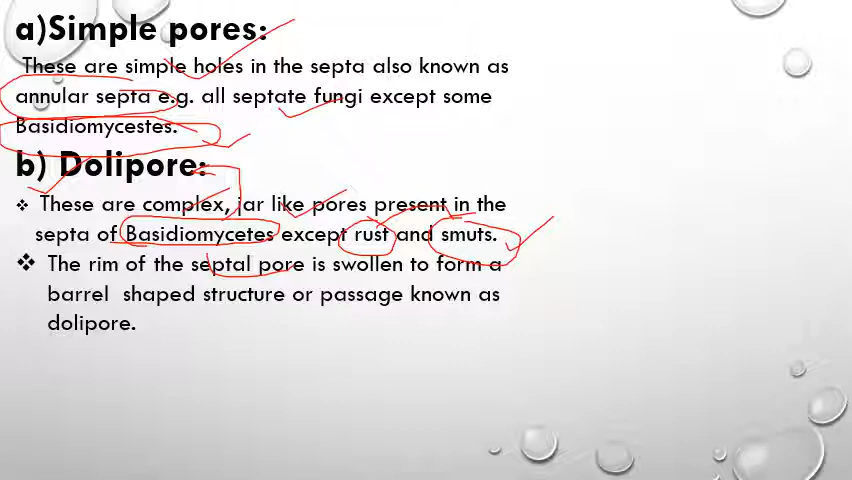 a)Simple pores:
These are simple holes in the septa also known as
annular septa e.g. all septate fungi except some
Basidiomycestes.
b) Dolipore:
❖ These are complex, jar like pores present in the
septa of Basidiomycetes except rust and smuts.
❖ The rim of the septal pore is swollen to form a
barrel shaped structure or passage known as
dolipore.